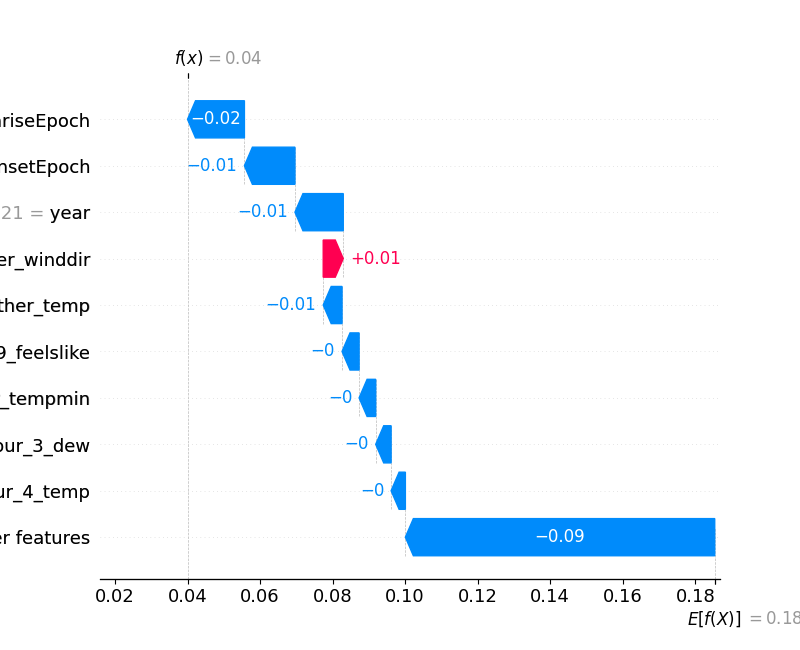 f(x) = 0.04
riseEpoch −0.02
nsetEpoch −0.01
21 = year −0.01
er_winddir +0.01
ther_temp −0.01
9_feelslike −0
_tempmin −0
our_3_dew −0
ur_4_temp −0
er features −0.09
0.02 0.04 0.06 0.08 0.10 0.12 0.14 0.16 0.18
E[f(X)] = 0.18